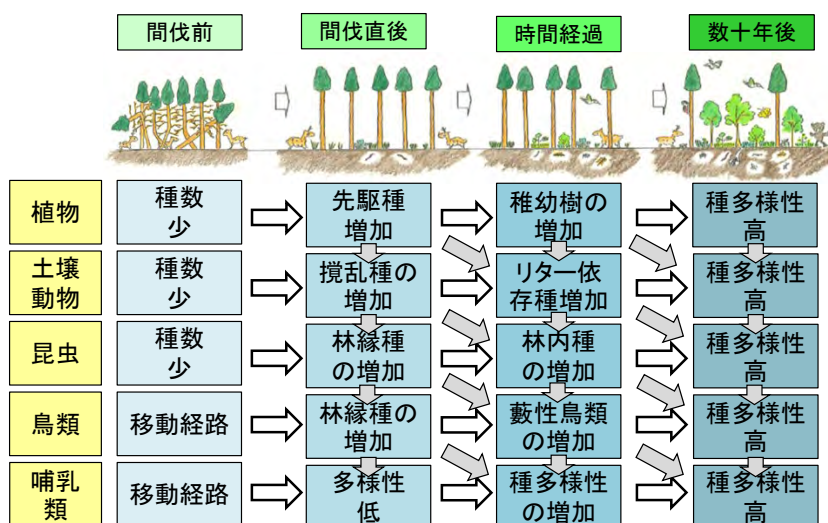 間伐前 間伐直後 時間経過 数十年後
植物
種数
少
先駆種
増加
稚幼樹の
増加
種多様性
高
土壌
動物
種数
少
撹乱種の
増加
リター依
存種増加
種多様性
高
昆虫
種数
少
林縁種
の増加
林内種
の増加
種多様性
高
鳥類
移動経路
林縁種の
増加
藪性鳥類
の増加
種多様性
高
哺乳
類
移動経路
多様性
低
種多様性
の増加
種多様性
高